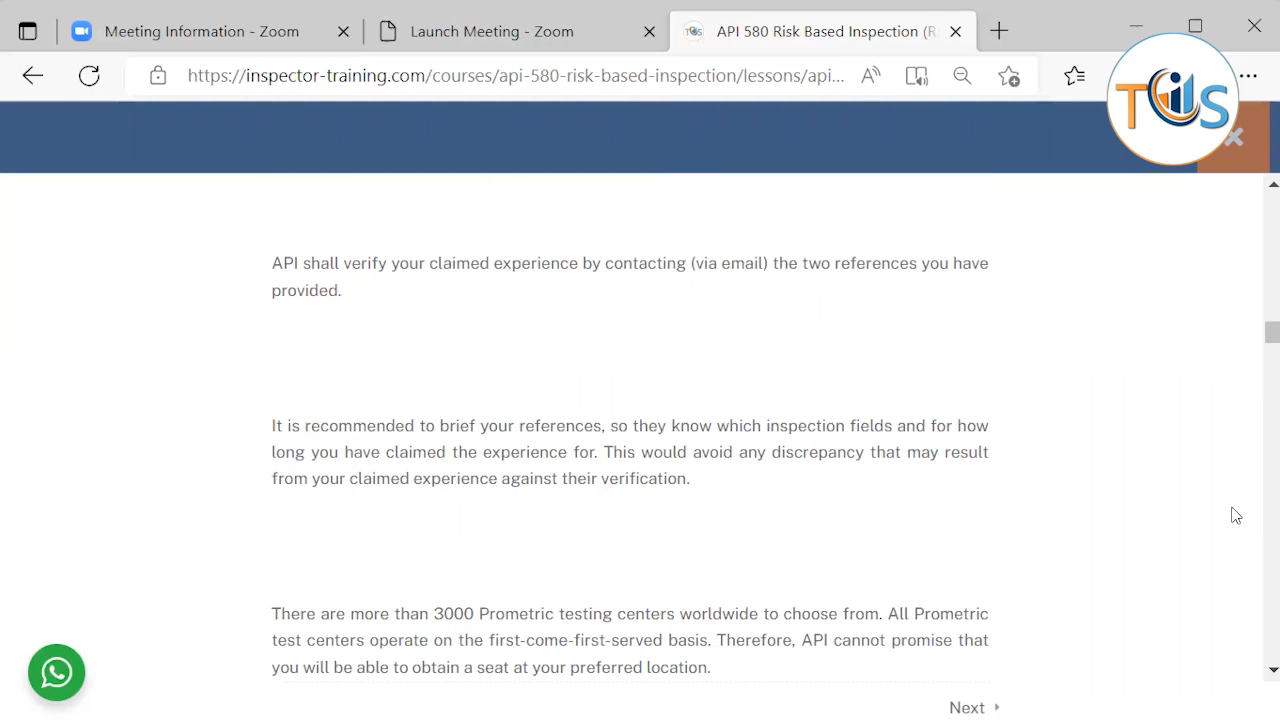 Meeting Information - Zoom
Launch Meeting - Zoom
API 580 Risk Based Inspection (R
https://inspector-training.com/courses/api-580-risk-based-inspection/lessons/api...
TIS
API shall verify your claimed experience by contacting (via email) the two references you have
provided.
It is recommended to brief your references, so they know which inspection fields and for how
long you have claimed the experience for. This would avoid any discrepancy that may result
from your claimed experience against their verification.
There are more than 3000 Prometric testing centers worldwide to choose from. All Prometric
test centers operate on the first-come-first-served basis. Therefore, API cannot promise that
you will be able to obtain a seat at your preferred location.
Next